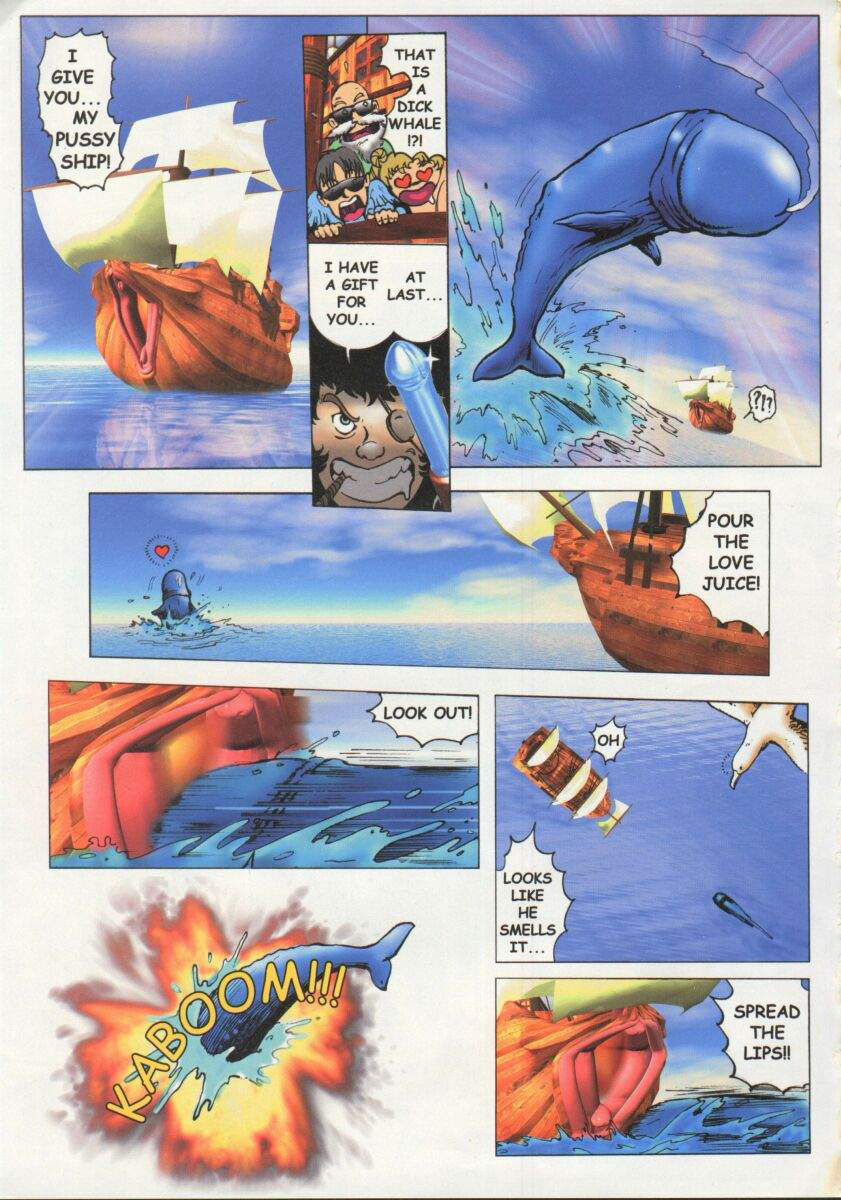 ?!?
THAT
IS
A
DICK
WHALE
!?!
AT
LAST...
I HAVE
A GIFT
FOR
YOU...
I
GIVE
YOU...
MY
PUSSY
SHIP!
POUR
THE
LOVE
JUICE!
OH
LOOKS
LIKE
HE
SMELLS
IT...
SPREAD
THE
LIPS!!
LOOK OUT!
KABOOM!!!